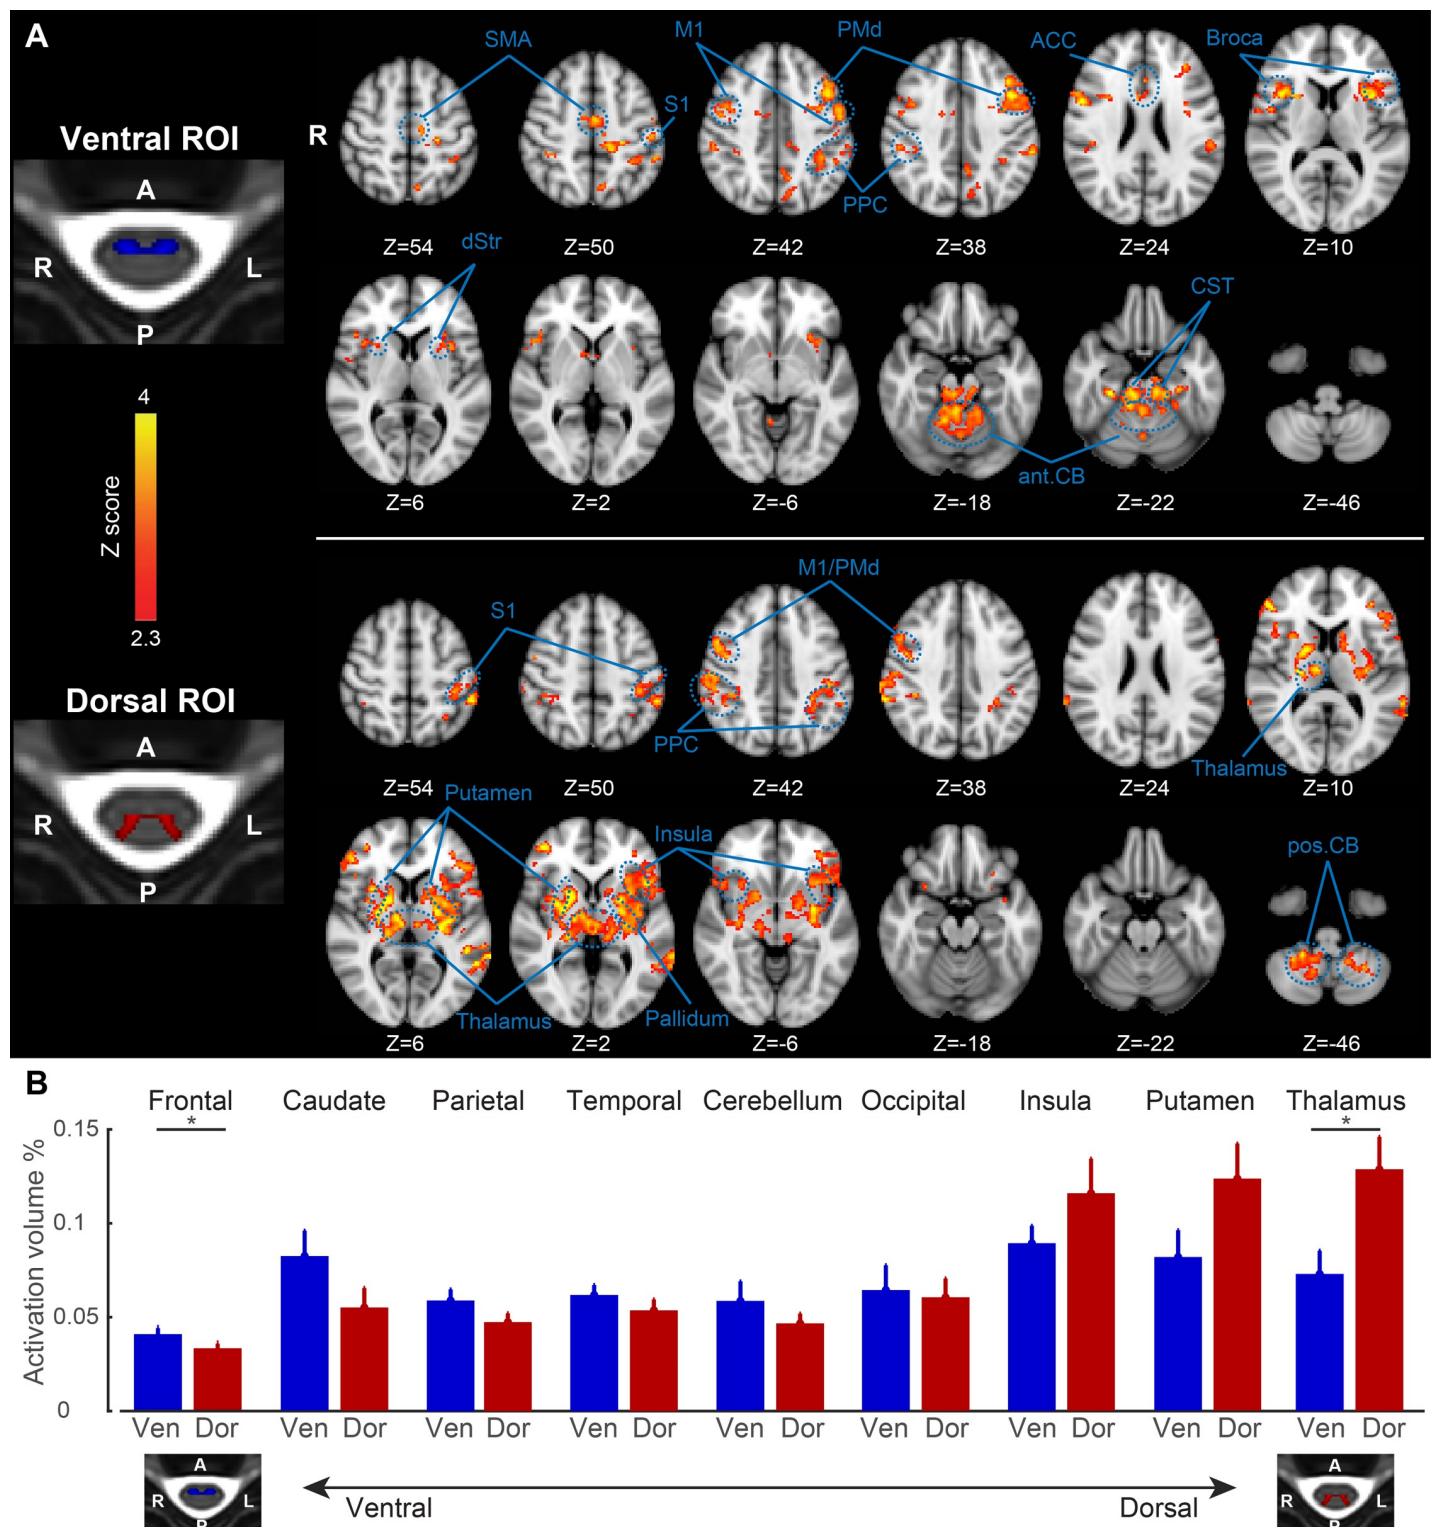 A
SMA
M1
PMd
ACC
Broca
S1
R
Ventral ROI
A
R
L
P
PPC
Z=54
Z=50
Z=42
Z=38
Z=24
Z=10
dStr
CST
ant.CB
Z=6
Z=2
Z=-6
Z=-18
Z=-22
Z=-46
4
Z score
2.3
M1/PMd
S1
PPC
Thalamus
Dorsal ROI
A
R
L
P
Z=54
Z=50
Z=42
Z=38
Z=24
Z=10
Putamen
Insula
pos.CB
Thalamus
Pallidum
Z=6
Z=2
Z=-6
Z=-18
Z=-22
Z=-46
B
Frontal
Caudate
Parietal
Temporal
Cerebellum
Occipital
Insula
Putamen
Thalamus
*
*
Activation volume %
0.15
0.1
0.05
0
Ven Dor
Ven Dor
Ven Dor
Ven Dor
Ven Dor
Ven Dor
Ven Dor
Ven Dor
Ven Dor
A
R
L
P
Ventral
Dorsal
A
R
L
P